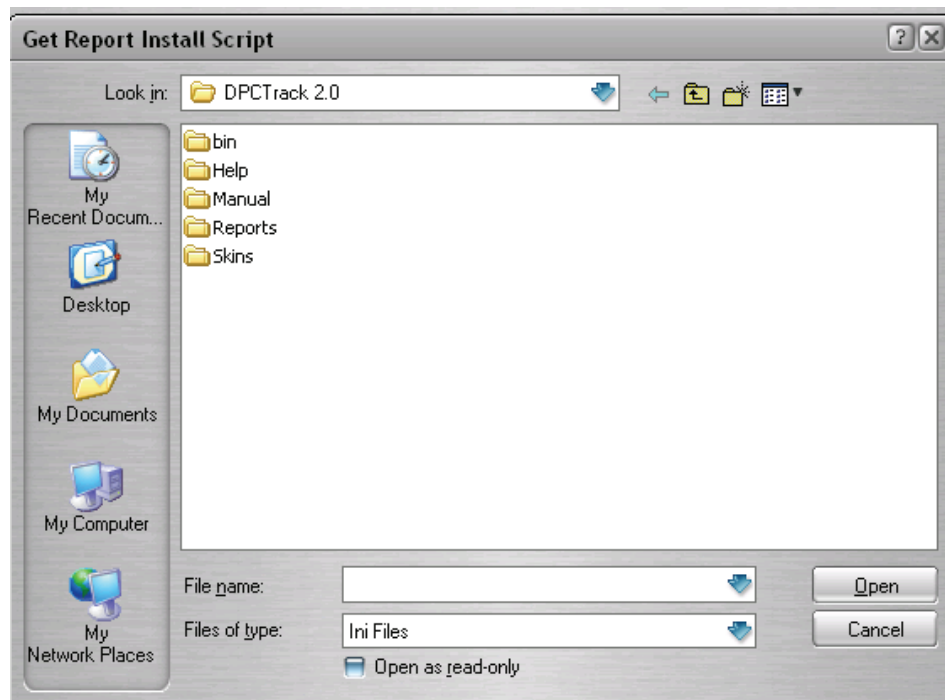 Get Report Install Script
Look in:
DPCTrack 2.0
My
Recent Docum...
Desktop
My Documents
My Computer
My
Network Places
bin
Help
Manual
Reports
Skins
File name:
Open
Files of type:
Ini Files
Cancel
Open as read-only